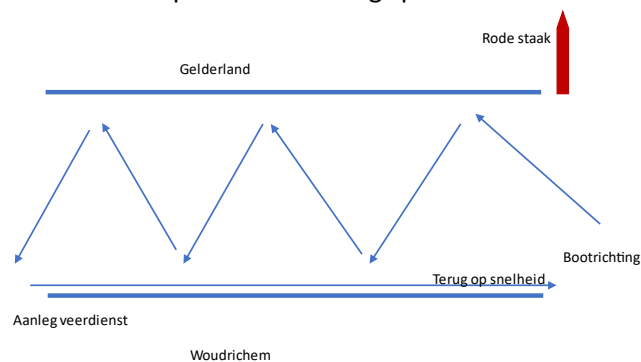 Rode staak
Gelderland
Bootrichting
Terug op snelheid
Aanleg veerdienst
Woudrichem